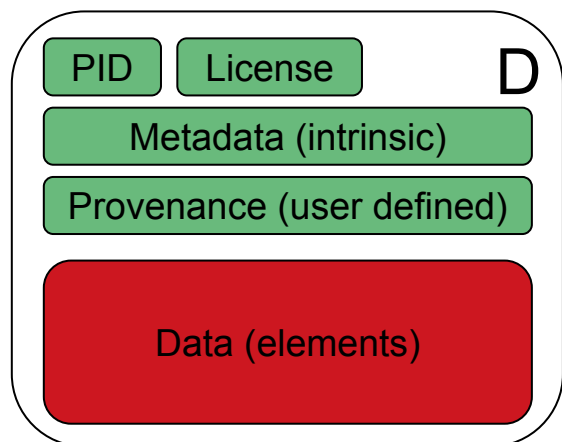 PID License D
Metadata (intrinsic)
Provenance (user defined)
Data (elements)